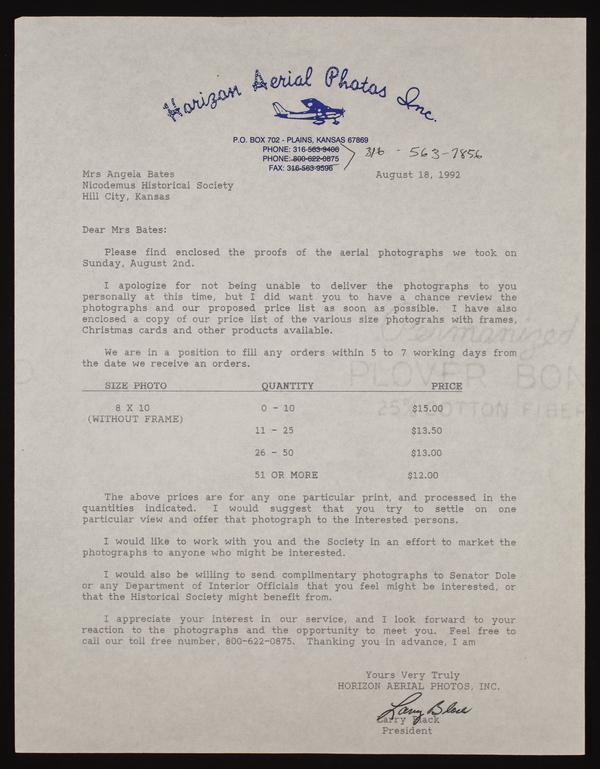 Horizon Aerial Photos Inc.
P.O. BOX 702 - PLAINS, KANSAS 67869
PHONE: 316-563-9406
PHONE: 800-622-0875
FAX: 316-563-9596
316 - 563-7856
August 18, 1992
Mrs Angela Bates
Nicodemus Historical Society
Hill City, Kansas
Dear Mrs Bates:
Please find enclosed the proofs of the aerial photographs we took on
Sunday, August 2nd.
I apologize for not being unable to deliver the photographs to you
personally at this time, but I did want you to have a chance review the
photographs and our proposed price list as soon as possible. I have also
enclosed a copy of our price list of the various size photograhs with frames,
Christmas cards and other products available.
We are in a position to fill any orders within 5 to 7 working days from
the date we receive an orders.
SIZE PHOTO QUANTITY PRICE
8 X 10 0 - 10 $15.00
(WITHOUT FRAME)
11 - 25 $13.50
26 - 50 $13.00
51 OR MORE $12.00
PLOVER BON
25% COTTON FIBER
The above prices are for any one particular print, and processed in the
quantities indicated. I would suggest that you try to settle on one
particular view and offer that photograph to the interested persons.
I would like to work with you and the Society in an effort to market the
photographs to anyone who might be interested.
I would also be willing to send complimentary photographs to Senator Dole
or any Department of Interior Officials that you feel might be interested, or
that the Historical Society might benefit from.
I appreciate your interest in our service, and I look forward to your
reaction to the photographs and the opportunity to meet you. Feel free to
call our toll free number, 800-622-0875. Thanking you in advance, I am
Yours Very Truly
HORIZON AERIAL PHOTOS, INC.
Larry Black
Larry Black
President